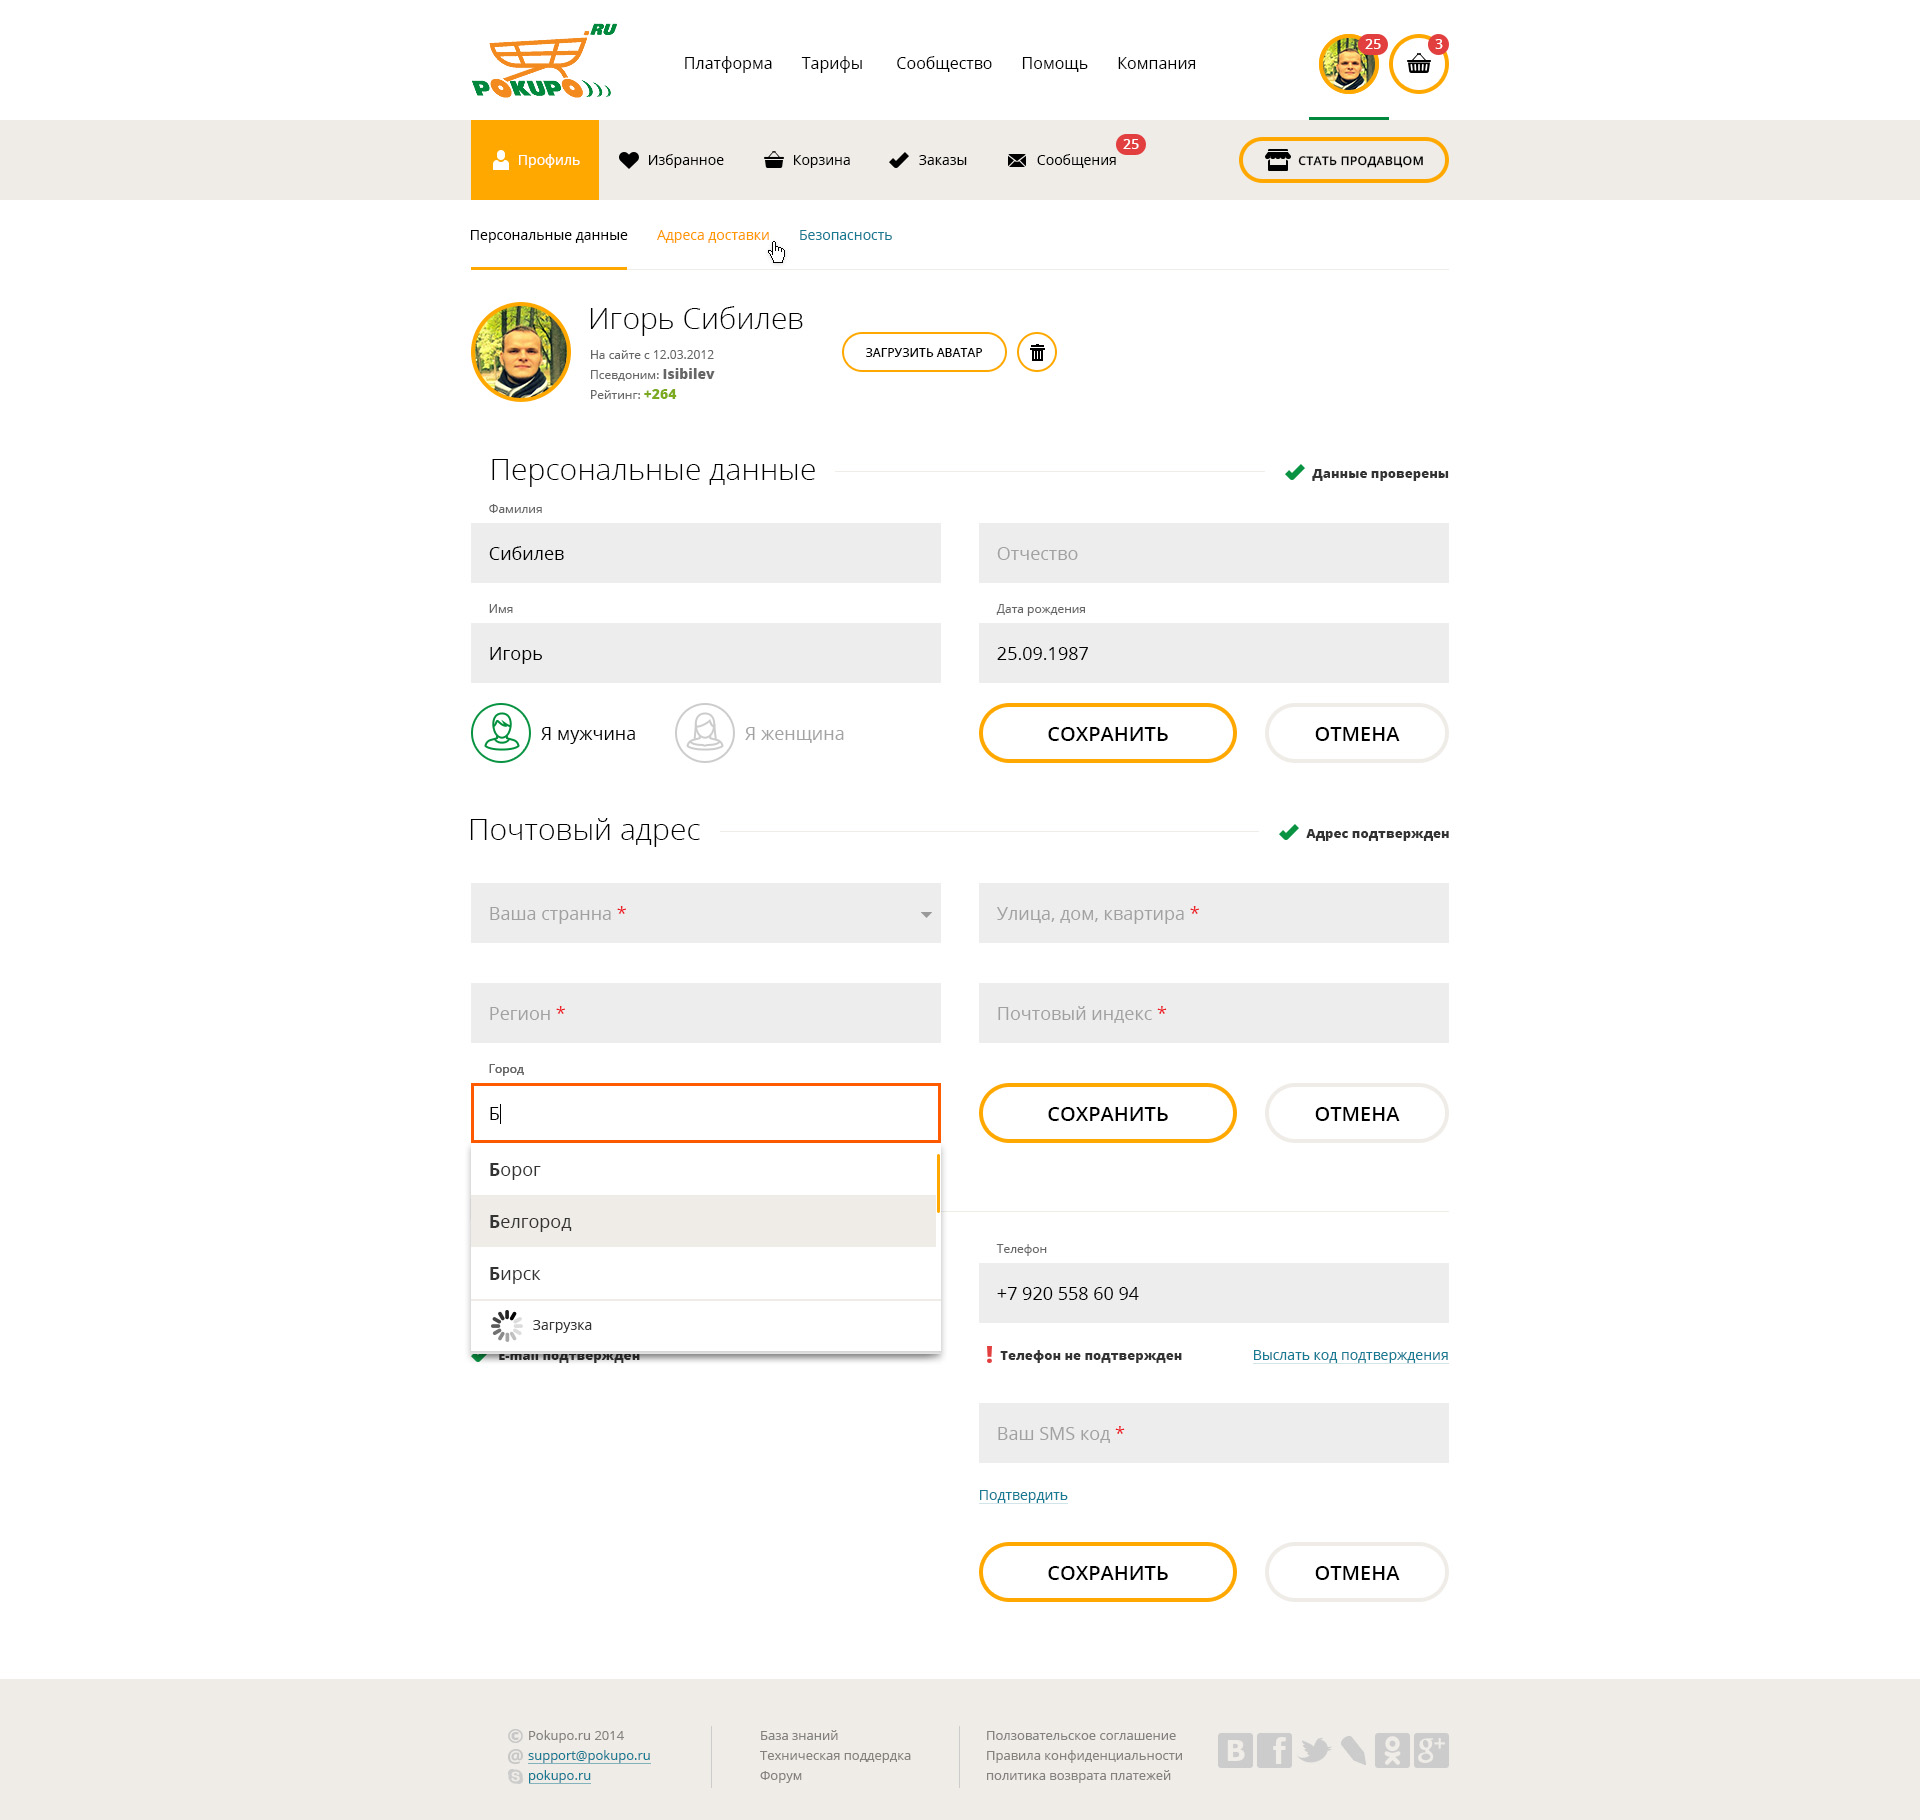 .RU
POKUPO
Платформа Тарифы Сообщество Помощь Компания
25 3
Профиль Избранное Корзина Заказы Сообщения 25 СТАТЬ ПРОДАВЦОМ
Персональные данные Адреса доставки Безопасность
Игорь Сибилев
На сайте с 12.03.2012
Псевдоним: Isibilev
Рейтинг: +264
ЗАГРУЗИТЬ АВАТАР
Персональные данные Данные проверены
Фамилия
Сибилев Отчество
Имя Дата рождения
Игорь 25.09.1987
Я мужчина Я женщина СОХРАНИТЬ ОТМЕНА
Почтовый адрес Адрес подтвержден
Ваша странна * Улица, дом, квартира *
Регион * Почтовый индекс *
Город
Б СОХРАНИТЬ ОТМЕНА
Борог
Белгород
Телефон
Бирск +7 920 558 60 94
Загрузка
E-mail подтвержден Телефон не подтвержден Выслать код подтверждения
Ваш SMS код *
Подтвердить
СОХРАНИТЬ ОТМЕНА
© Pokupo.ru 2014 База знаний Ползовательское соглашение
@ support@pokupo.ru Техническая поддердка Правила конфиденциальности
pokupo.ru Форум политика возврата платежей